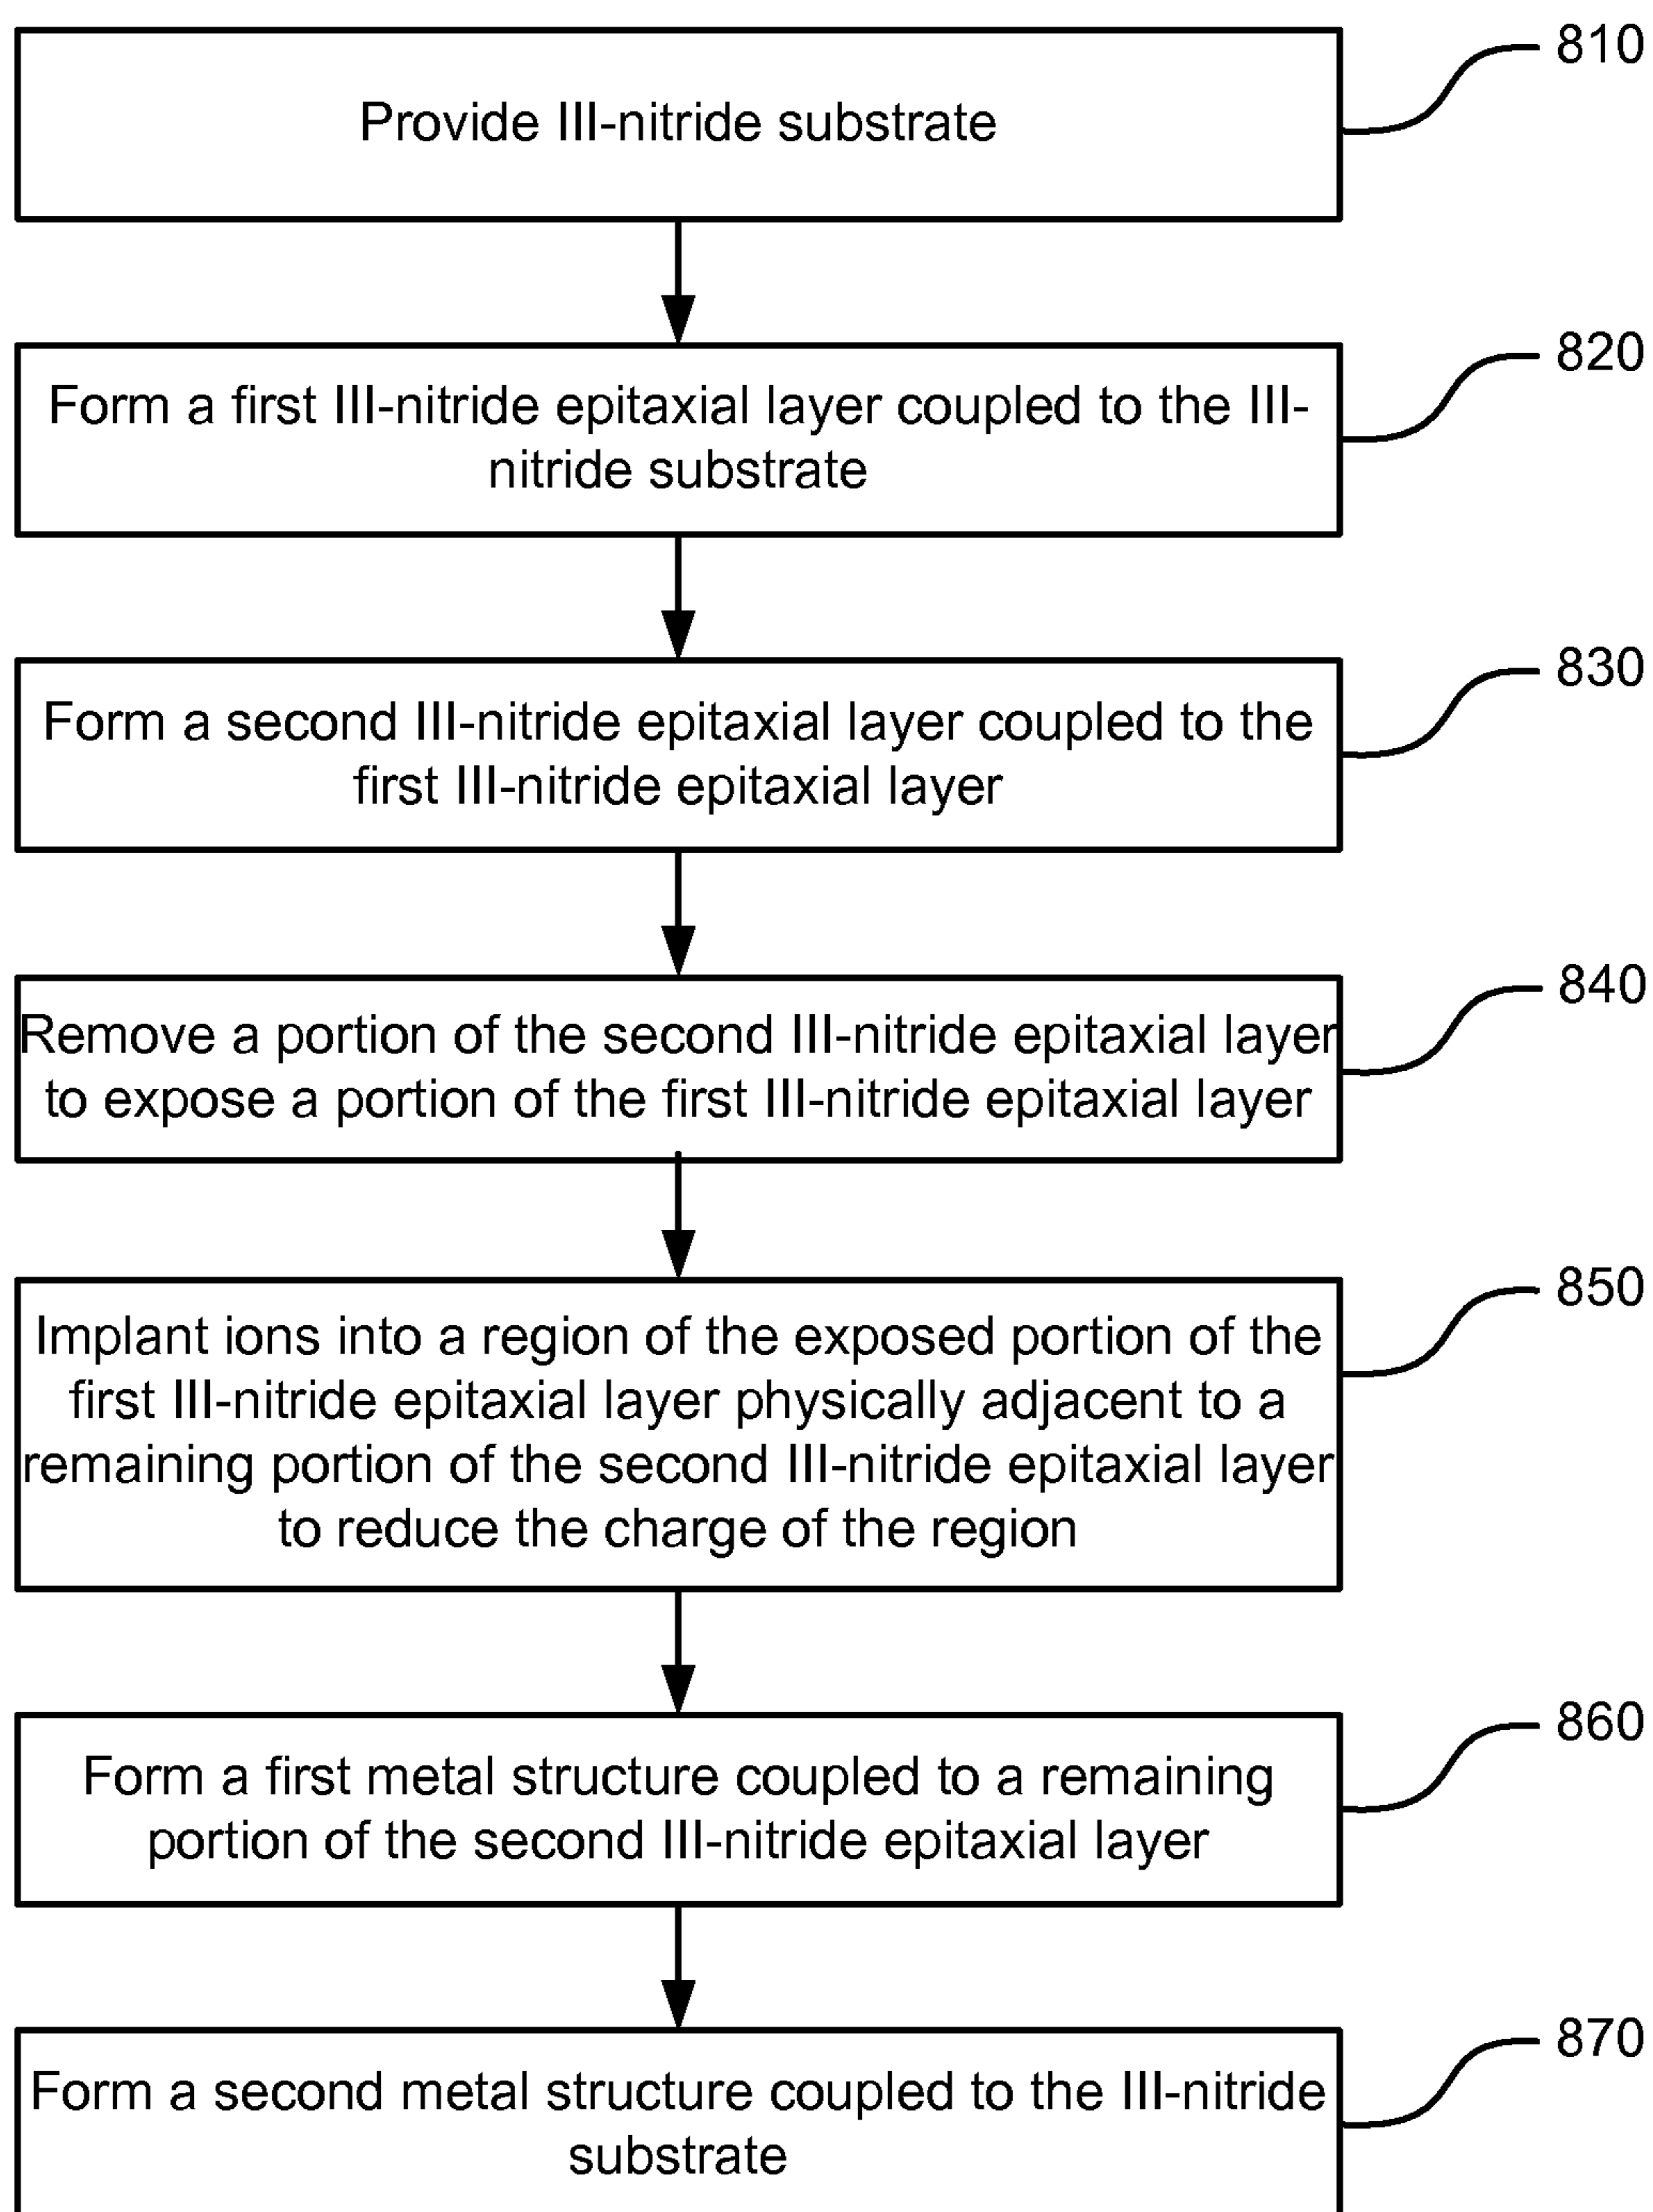 810
Provide III-nitride substrate
820
Form a first III-nitride epitaxial layer coupled to the III-
nitride substrate
830
Form a second III-nitride epitaxial layer coupled to the
first III-nitride epitaxial layer
840
Remove a portion of the second III-nitride epitaxial layer
to expose a portion of the first III-nitride epitaxial layer
850
Implant ions into a region of the exposed portion of the
first III-nitride epitaxial layer physically adjacent to a
remaining portion of the second III-nitride epitaxial layer
to reduce the charge of the region
860
Form a first metal structure coupled to a remaining
portion of the second III-nitride epitaxial layer
870
Form a second metal structure coupled to the III-nitride
substrate